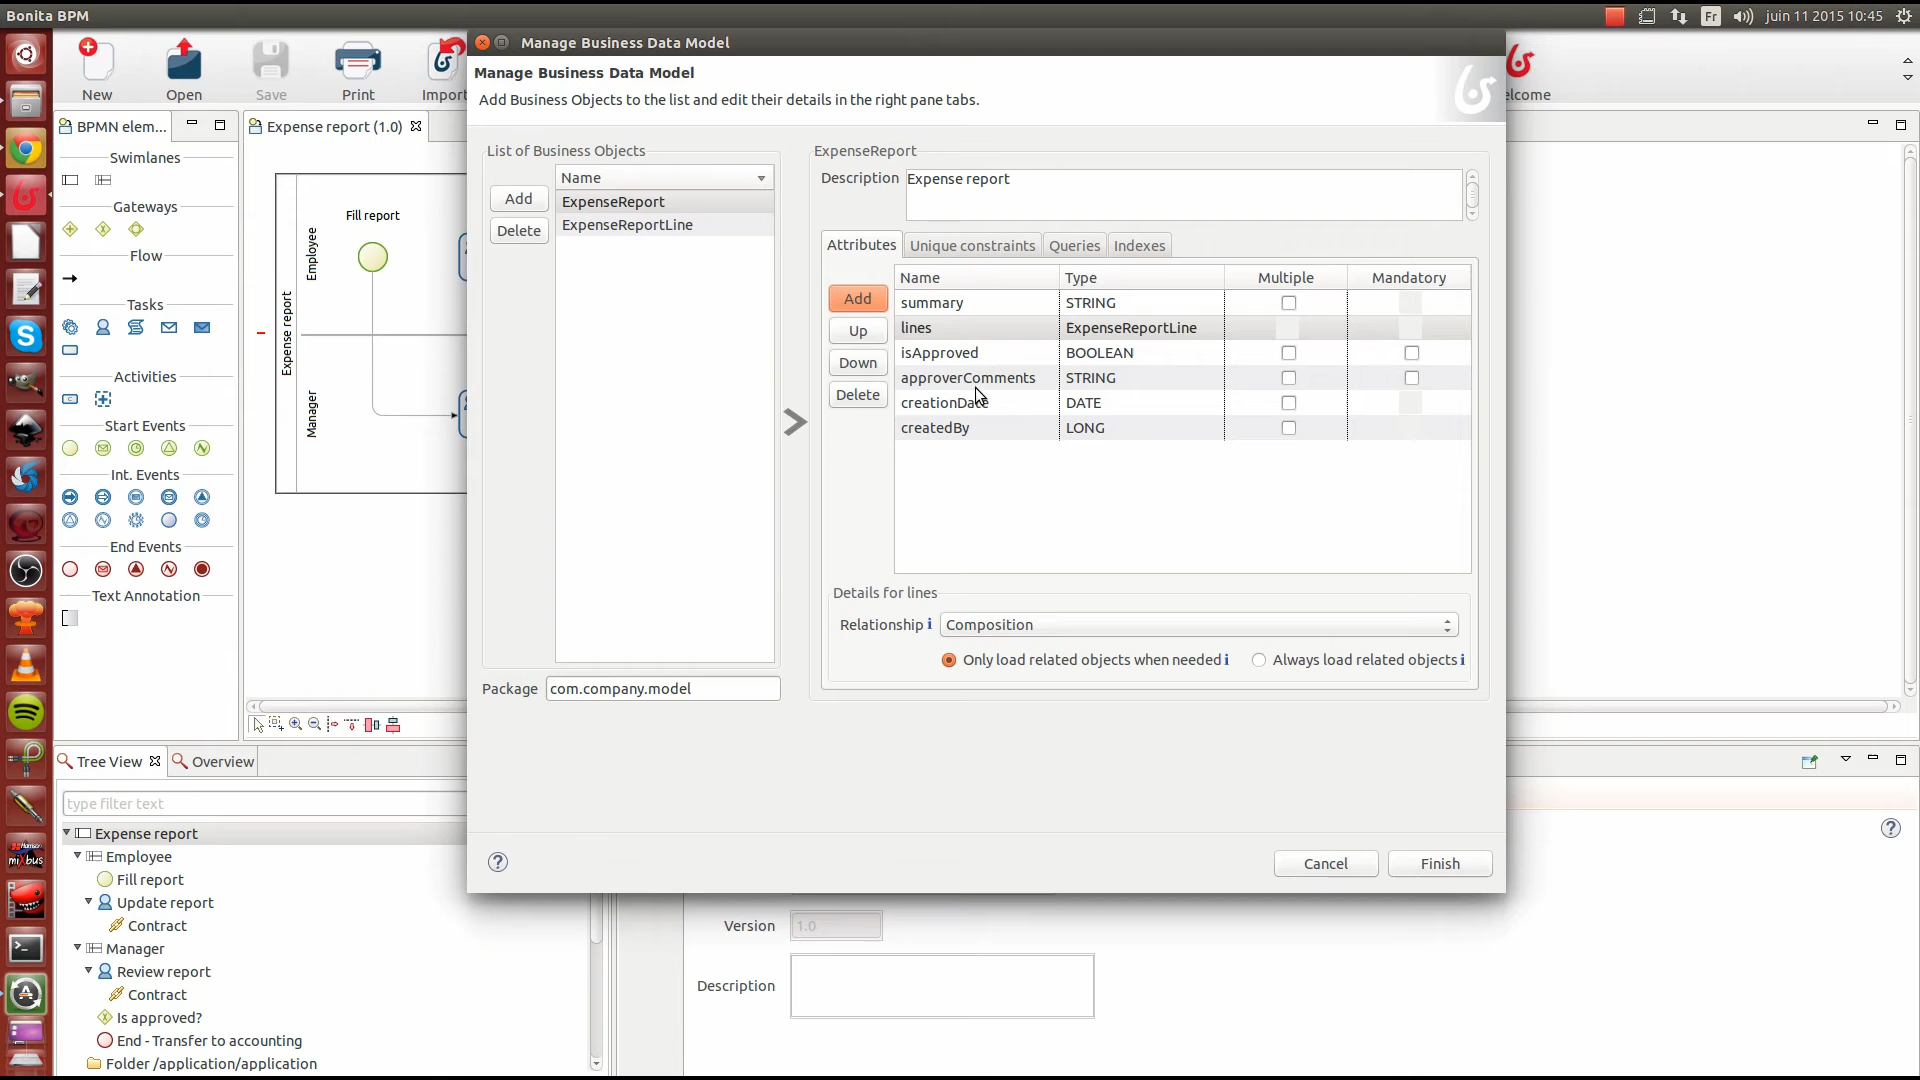 Bonita BPM
Fr
juin 11 2015 10:45
New
Open
Save
Print
Import
elcome
Manage Business Data Model
Manage Business Data Model
Add Business Objects to the list and edit their details in the right pane tabs.
BPMN elem...
Expense report (1.0)
Swimlanes
Gateways
Flow
Tasks
Activities
Start Events
Int. Events
End Events
Text Annotation
Expense report
Employee
Manager
Fill report
List of Business Objects
Add
Delete
Name
ExpenseReport
ExpenseReportLine
Package
com.company.model
ExpenseReport
Description
Expense report
Attributes
Unique constraints
Queries
Indexes
Add
Up
Down
Delete
Name Type Multiple Mandatory
summary STRING
lines ExpenseReportLine
isApproved BOOLEAN
approverComments STRING
creationDate DATE
createdBy LONG
Details for lines
Relationship
Composition
Only load related objects when needed
Always load related objects
Cancel
Finish
Tree View
Overview
type filter text
Expense report
Employee
Fill report
Update report
Contract
Manager
Review report
Contract
Is approved?
End - Transfer to accounting
Folder /application/application
Version
1.0
Description